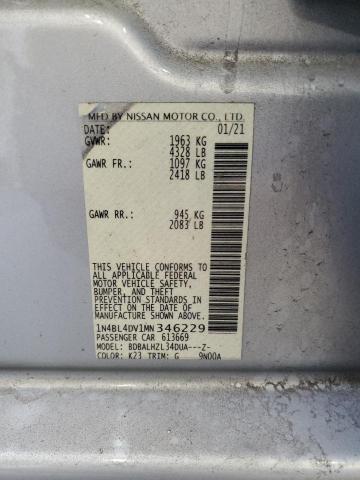 MFD BY NISSAN MOTOR CO., LTD.
DATE: 01/21
GVWR: 1963 KG
4328 LB
GAWR FR.: 1097 KG
2418 LB
GAWR RR.: 945 KG
2083 LB
THIS VEHICLE CONFORMS TO
ALL APPLICABLE FEDERAL
MOTOR VEHICLE SAFETY,
BUMPER, AND THEFT
PREVENTION STANDARDS IN EFFECT ON THE
DATE OF MANUFACTURE SHOWN ABOVE.
1N4BL4DV1MN346229
PASSENGER CAR 613669
MODEL: BDBALHZL34DUA---Z-
COLOR: K23 TRIM: G 9N00A